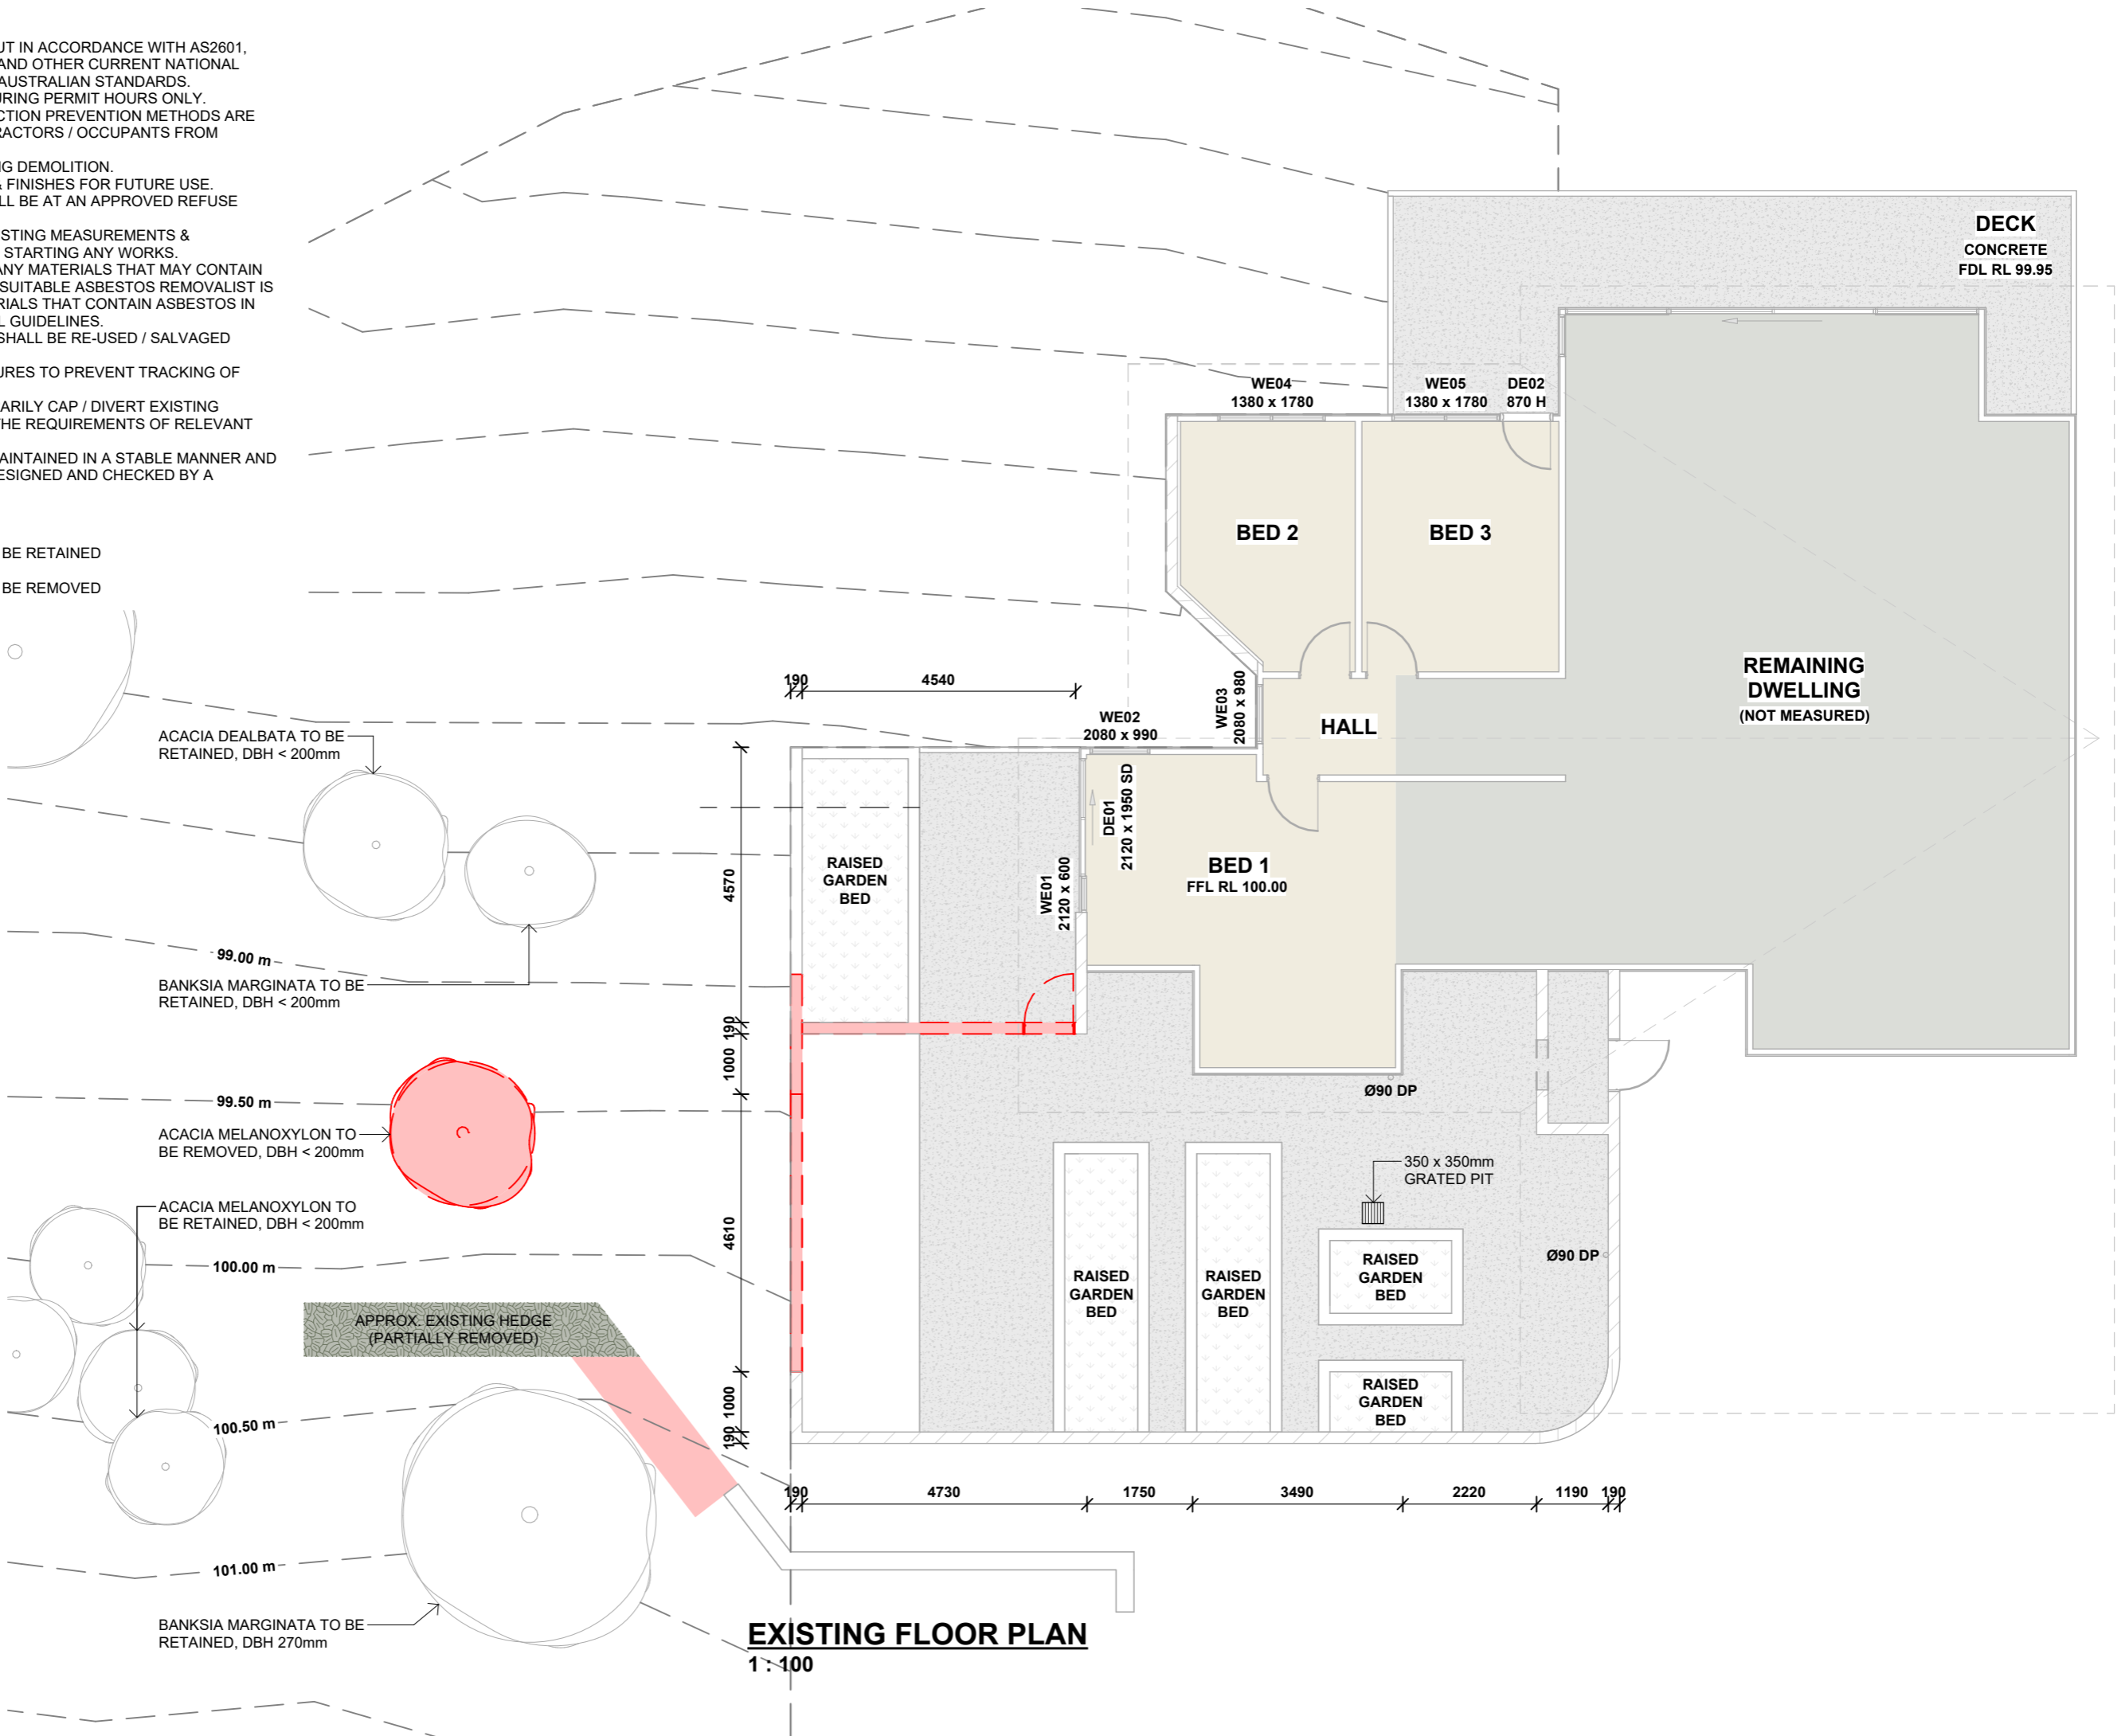 UT IN ACCORDANCE WITH AS2601,
AND OTHER CURRENT NATIONAL
AUSTRALIAN STANDARDS.
URING PERMIT HOURS ONLY.
CTION PREVENTION METHODS ARE
RACTORS / OCCUPANTS FROM
NG DEMOLITION.
& FINISHES FOR FUTURE USE.
LL BE AT AN APPROVED REFUSE
ISTING MEASUREMENTS &
STARTING ANY WORKS.
ANY MATERIALS THAT MAY CONTAIN
SUITABLE ASBESTOS REMOVALIST IS
RIALS THAT CONTAIN ASBESTOS IN
L GUIDELINES.
SHALL BE RE-USED / SALVAGED
URES TO PREVENT TRACKING OF
ARILY CAP / DIVERT EXISTING
THE REQUIREMENTS OF RELEVANT
AINTAINED IN A STABLE MANNER AND
ESIGNED AND CHECKED BY A
BE RETAINED
BE REMOVED
DECK
CONCRETE
FDL RL 99.95
WE04
1380 x 1780
WE05
1380 x 1780
DE02
870 H
BED 2
BED 3
REMAINING
DWELLING
(NOT MEASURED)
190
4540
WE02
2080 x 990
WE03
2080 x 980
HALL
ACACIA DEALBATA TO BE
RETAINED, DBH < 200mm
DE01
2120 x 1950 SD
WE01
2120 x 600
BED 1
FFL RL 100.00
RAISED
GARDEN
BED
4570
190
1000
4610
1000
190
99.00 m
BANKSIA MARGINATA TO BE
RETAINED, DBH < 200mm
99.50 m
ACACIA MELANOXYLON TO
BE REMOVED, DBH < 200mm
ACACIA MELANOXYLON TO
BE RETAINED, DBH < 200mm
100.00 m
APPROX. EXISTING HEDGE
(PARTIALLY REMOVED)
100.50 m
101.00 m
BANKSIA MARGINATA TO BE
RETAINED, DBH 270mm
Ø90 DP
350 x 350mm
GRATED PIT
Ø90 DP
RAISED
GARDEN
BED
RAISED
GARDEN
BED
RAISED
GARDEN
BED
RAISED
GARDEN
BED
190
4730
1750
3490
2220
1190
190
EXISTING FLOOR PLAN
1 : 100